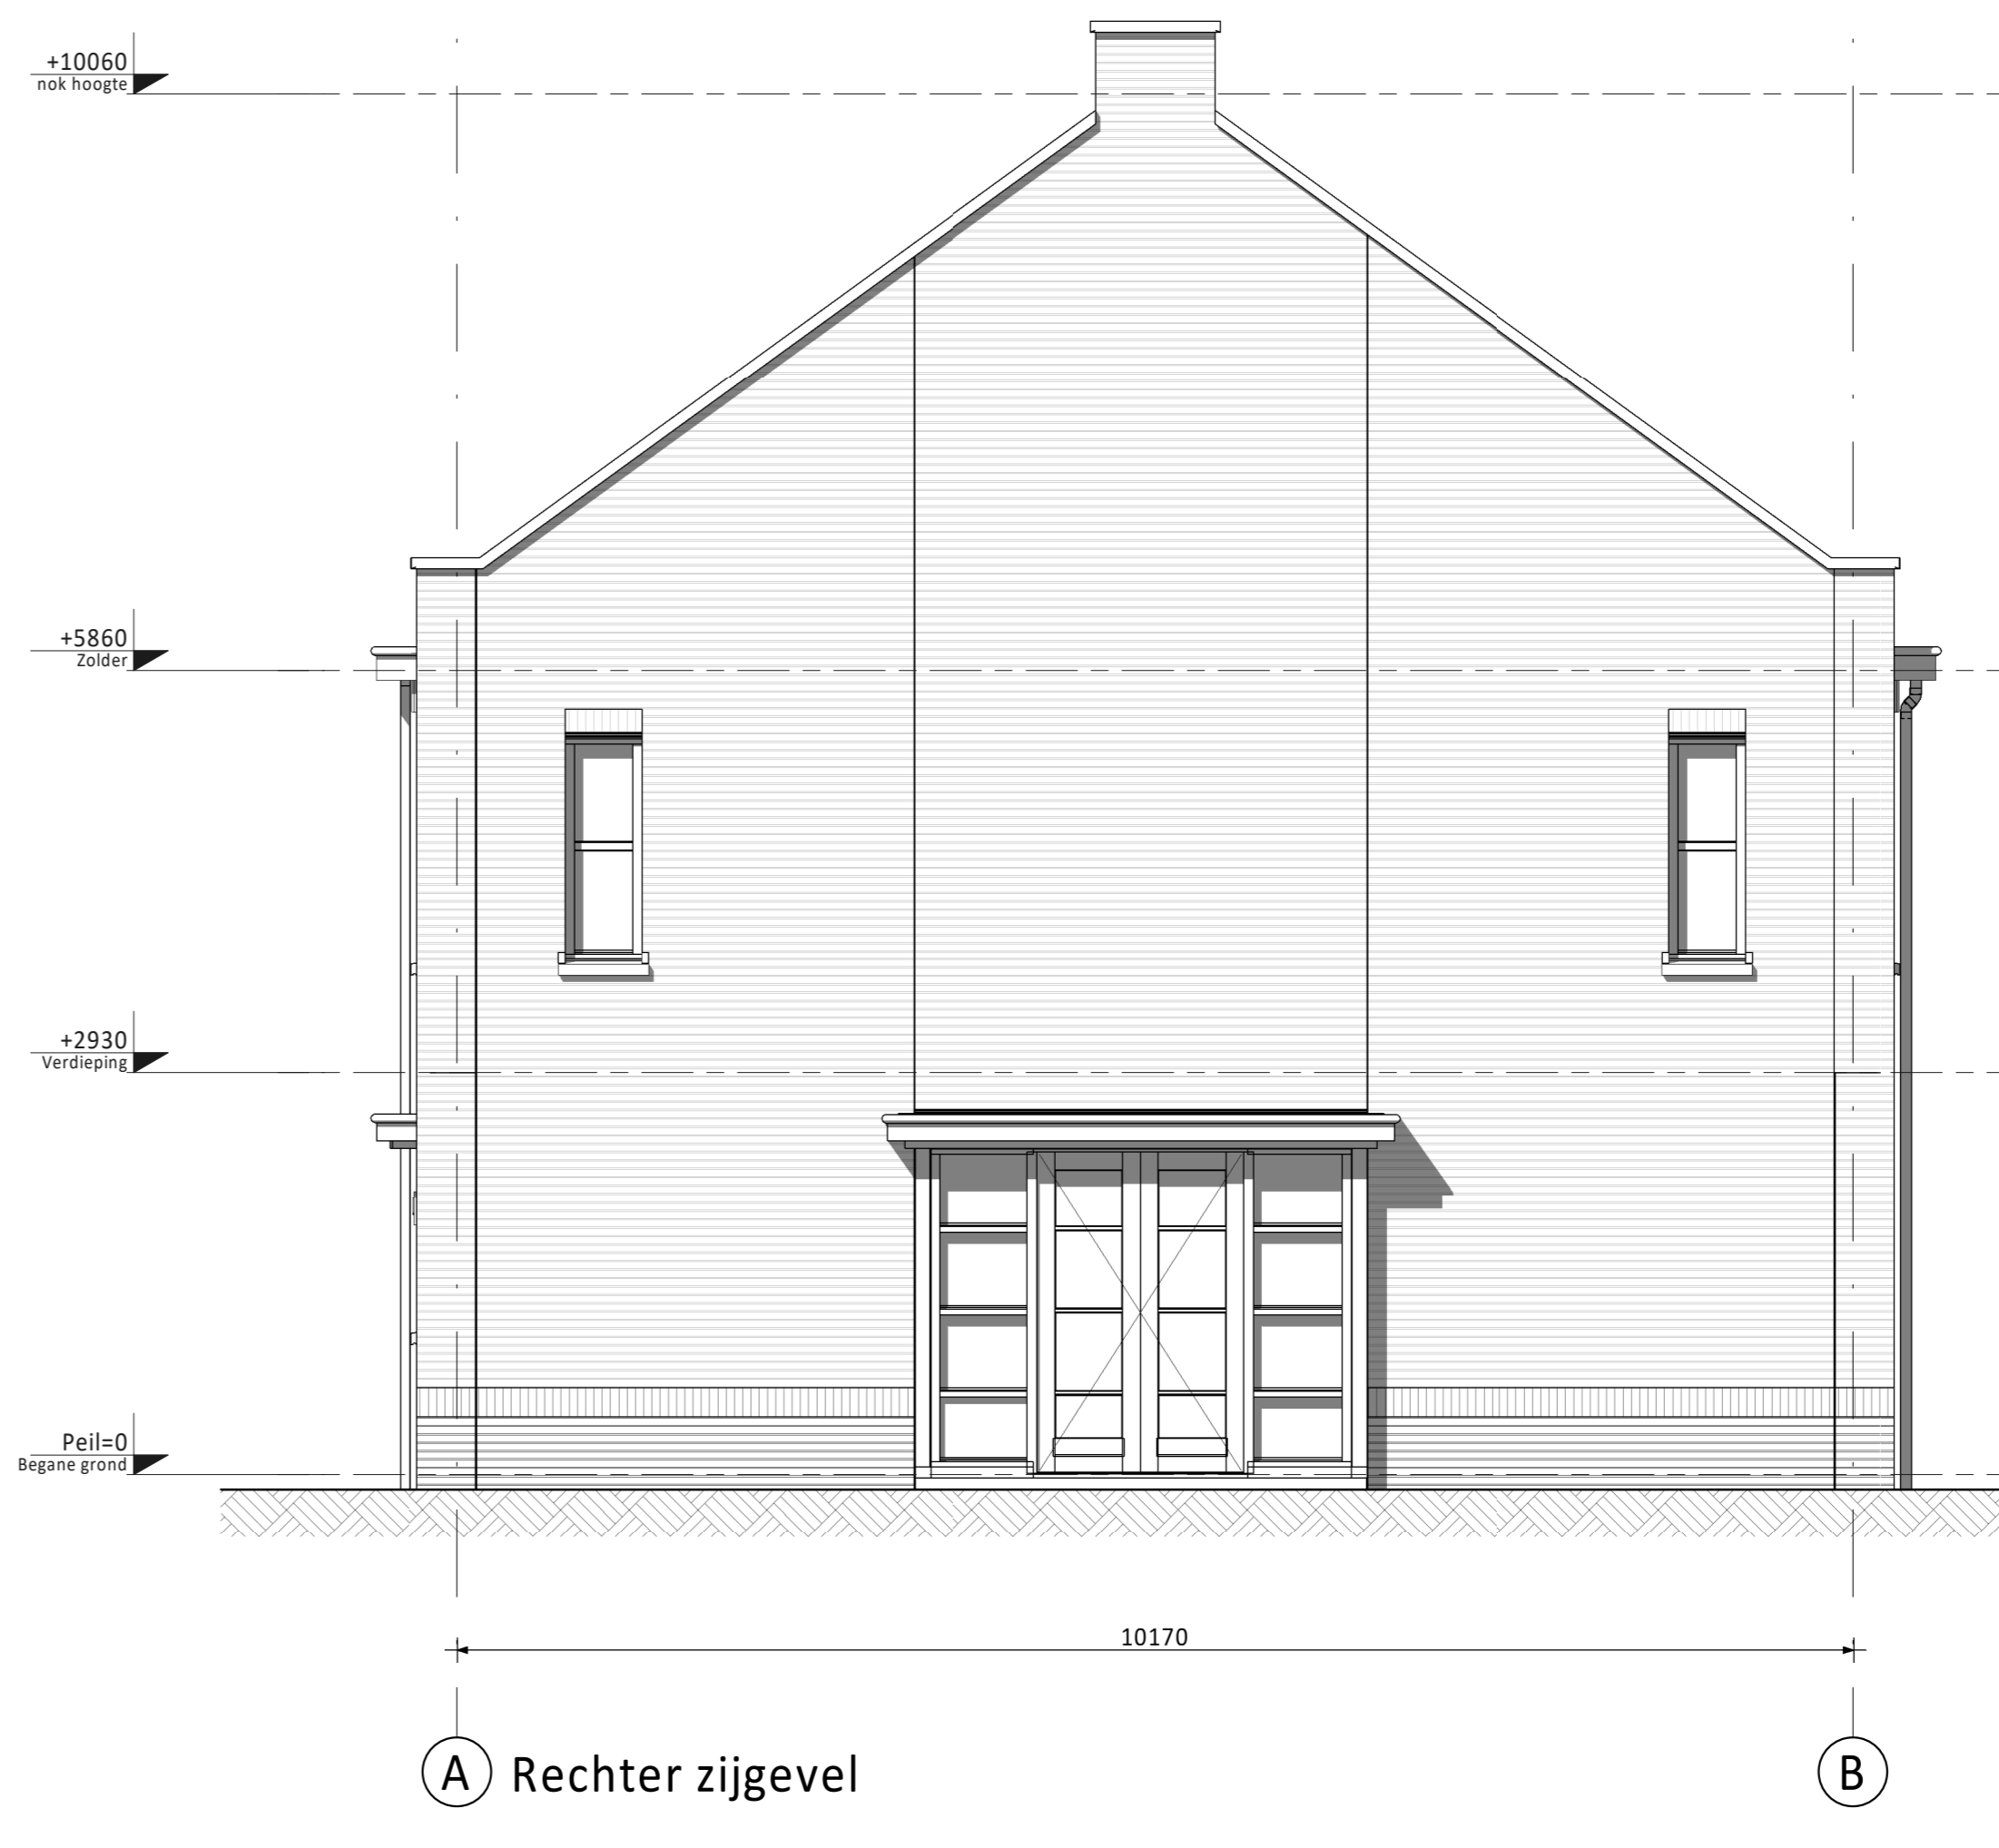 +10060
nok hoogte
+5860
Zolder
+2930
Verdieping
Peil=0
Begane grond
10170
A Rechter zijgevel B